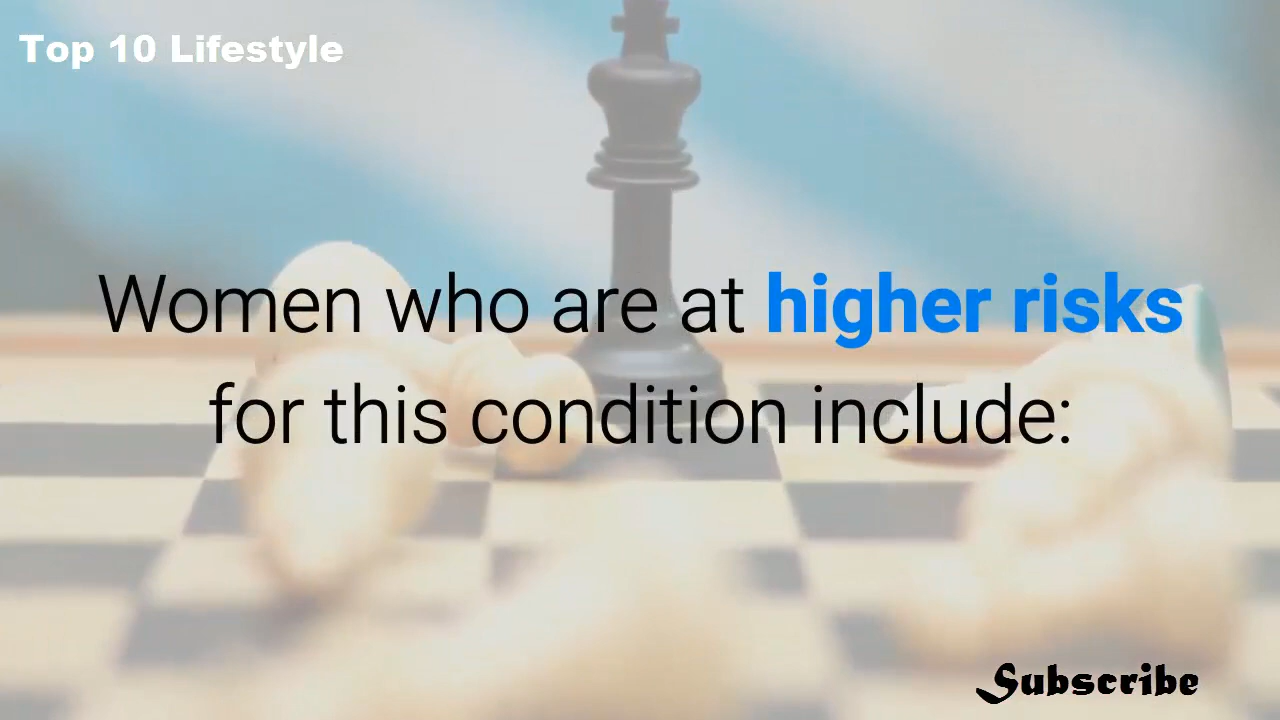 Top 10 Lifestyle
Women who are at higher risks
for this condition include:
Subscribe